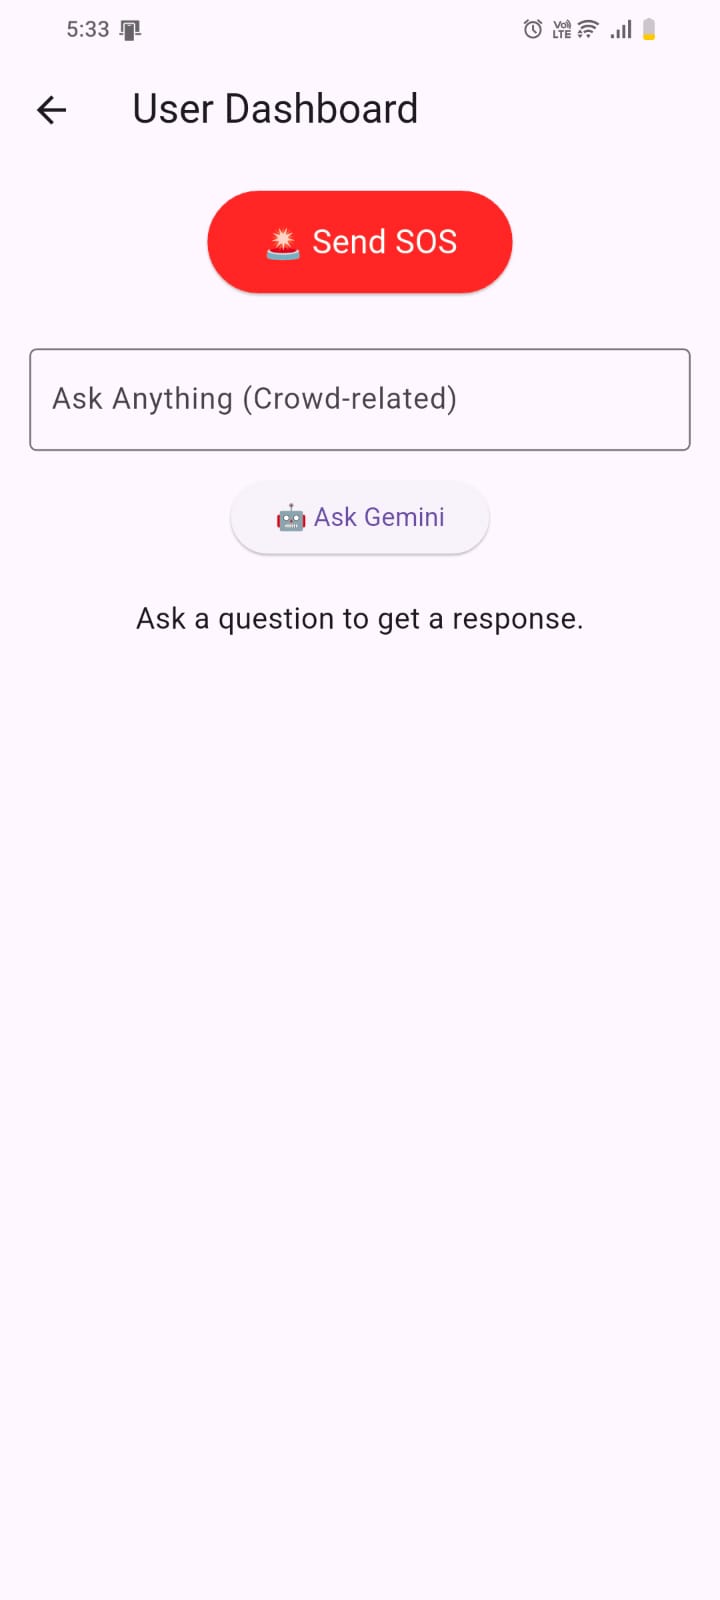 5:33
Vo) LTE
User Dashboard
🚨 Send SOS
Ask Anything (Crowd-related)
🤖 Ask Gemini
Ask a question to get a response.